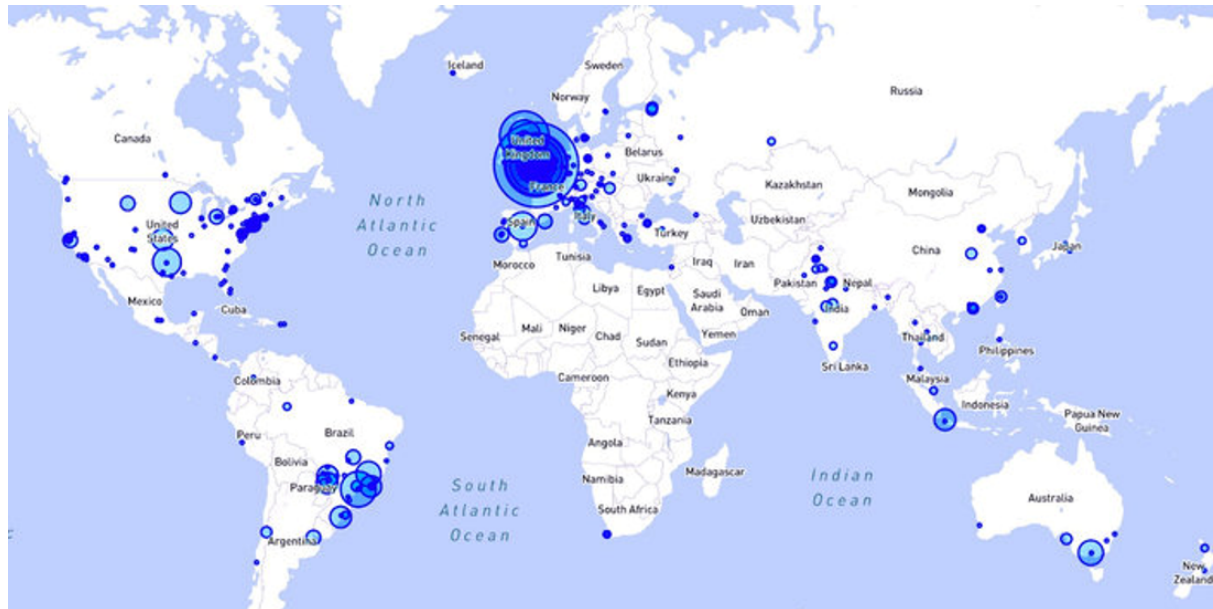 Iceland
Sweden
Norway
Russia
Canada
United
Kingdom
Belarus
Ukraine
Kazakhstan
Mongolia
France
North
Atlantic
Ocean
United
States
Spain
Italy
Turkey
Uzbekistan
China
Japan
Morocco
Tunisia
Iraq
Iran
Pakistan
Nepal
Mexico
Cuba
Libya
Egypt
Saudi
Arabia
Oman
India
Senegal
Mali
Niger
Chad
Sudan
Yemen
Thailand
Philippines
Ethiopia
Sri Lanka
Colombia
Cameroon
Kenya
Malaysia
Indonesia
Papua New
Guinea
Peru
Brazil
Tanzania
Angola
Bolivia
Paraguay
Namibia
Madagascar
South
Atlantic
Ocean
Indian
Ocean
Australia
South Africa
Argentina
New
Zealand
c